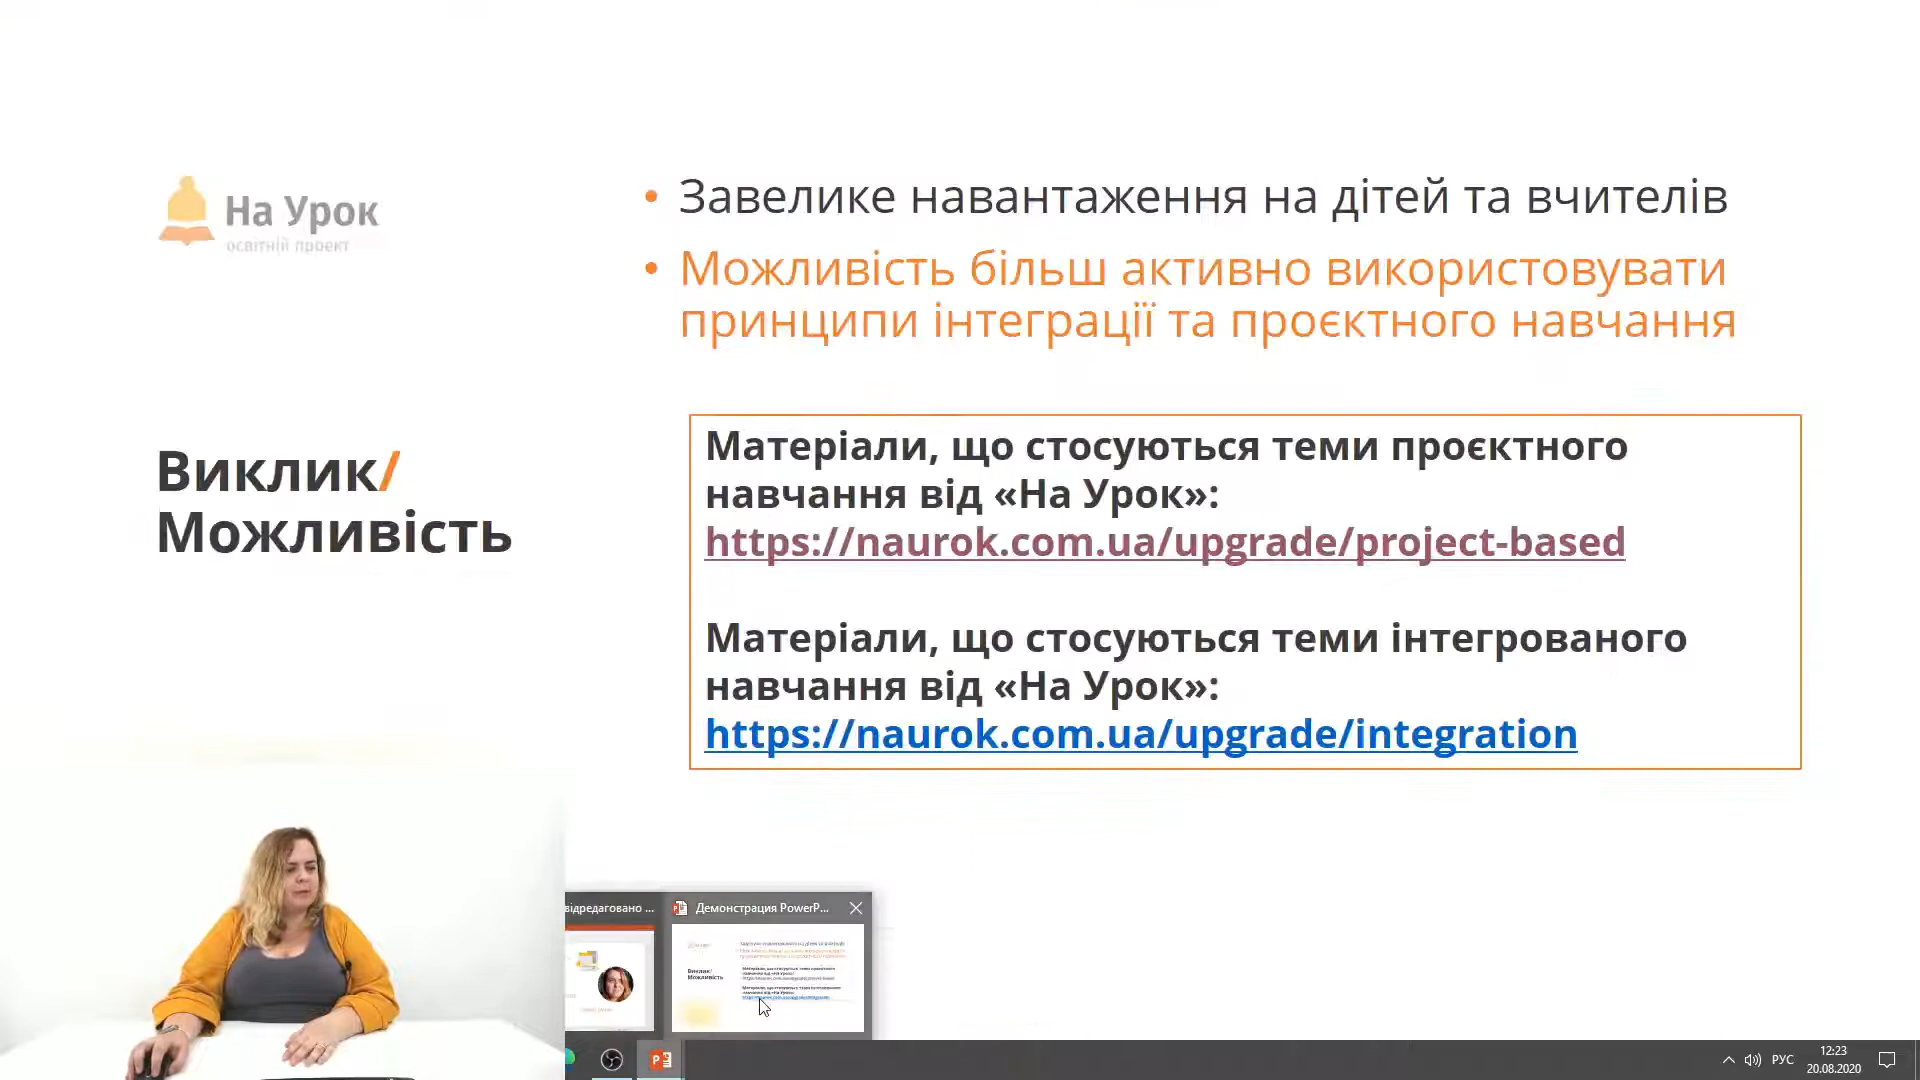 На Урок
освітній проект
• Завелике навантаження на дітей та вчителів
• Можливість більш активно використовувати
принципи інтеграції та проєктного навчання
Виклик/
Можливість
Матеріали, що стосуються теми проєктного
навчання від «На Урок»:
https://naurok.com.ua/upgrade/project-based
Матеріали, що стосуються теми інтегрованого
навчання від «На Урок»:
https://naurok.com.ua/upgrade/integration
відредаговано ...
Демонстрация PowerP...
Виклик/
Можливість
РУС
12:23
20.08.2020